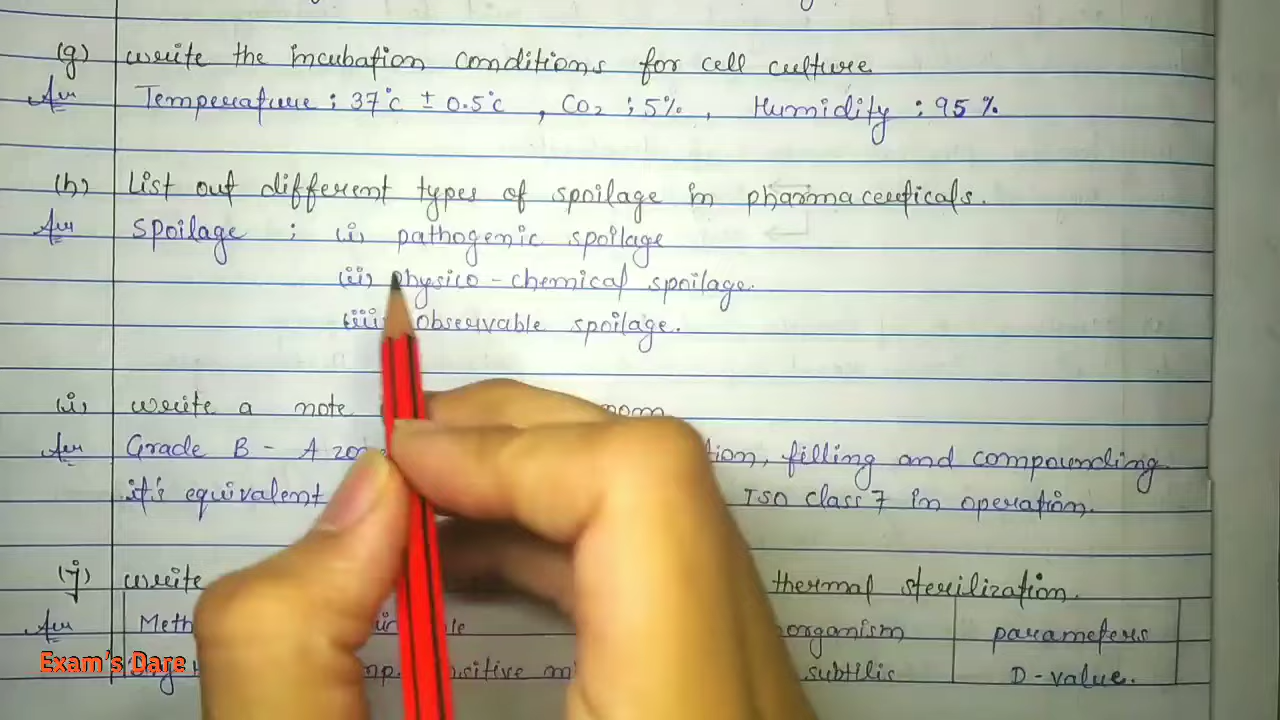 (g) write the incubation conditions for cell culture
Ans Temperature : 37°C ± 0.5°C , CO2 : 5%. , Humidity : 95 %
(h) List out different types of spoilage in pharmaceuticals.
Ans Spoilage : (i) pathogenic spoilage
(ii) physico - chemical spoilage.
(iii) observable spoilage.
(i) write a note
Ans Grade B - A filling and compounding
it's equivalent ISO class 7 in operation.
(j) write thermal sterilization.
Ans organism parameters
Exam's Dare
subtilis D - value.